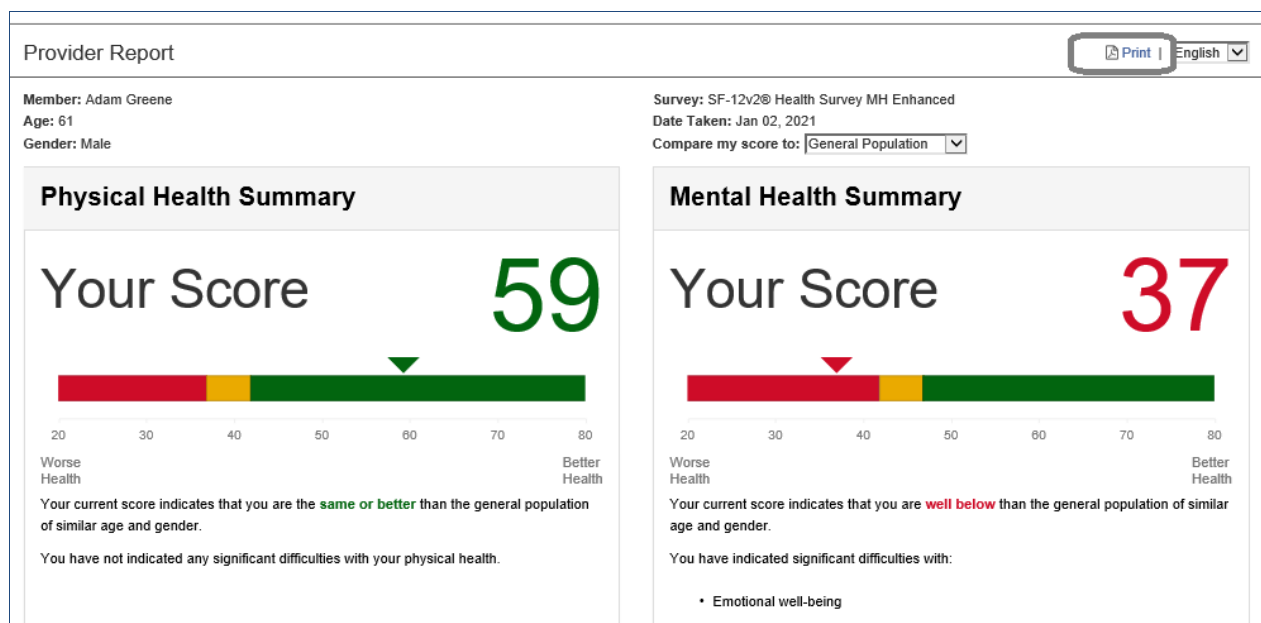 Provider Report
Print | English
Member: Adam Greene
Age: 61
Gender: Male
Survey: SF-12v2® Health Survey MH Enhanced
Date Taken: Jan 02, 2021
Compare my score to: General Population
Physical Health Summary
Your Score 59
20 30 40 50 60 70 80
Worse Health
Better Health
Your current score indicates that you are the same or better than the general population
of similar age and gender.
You have not indicated any significant difficulties with your physical health.
Mental Health Summary
Your Score 37
20 30 40 50 60 70 80
Worse Health
Better Health
Your current score indicates that you are well below than the general population of similar
age and gender.
You have indicated significant difficulties with:
• Emotional well-being